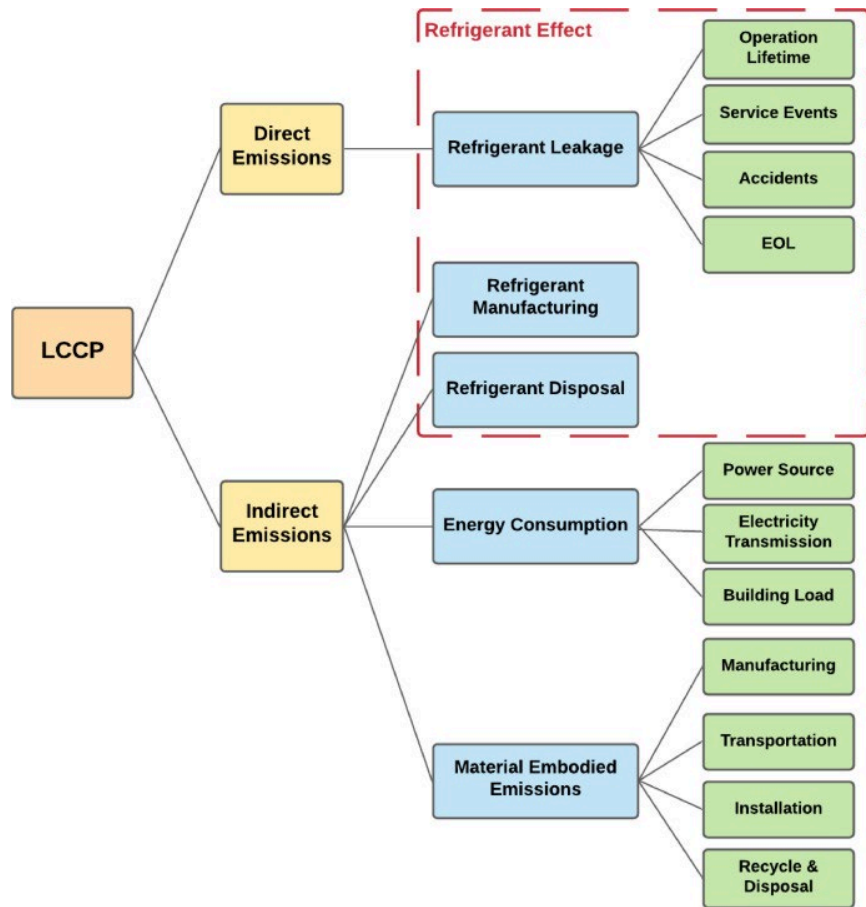 Refrigerant Effect
Operation
Lifetime
Service Events
Accidents
EOL
Direct
Emissions
Refrigerant Leakage
Refrigerant
Manufacturing
Refrigerant Disposal
LCCP
Indirect
Emissions
Energy Consumption
Power Source
Electricity
Transmission
Building Load
Material Embodied
Emissions
Manufacturing
Transportation
Installation
Recycle &
Disposal